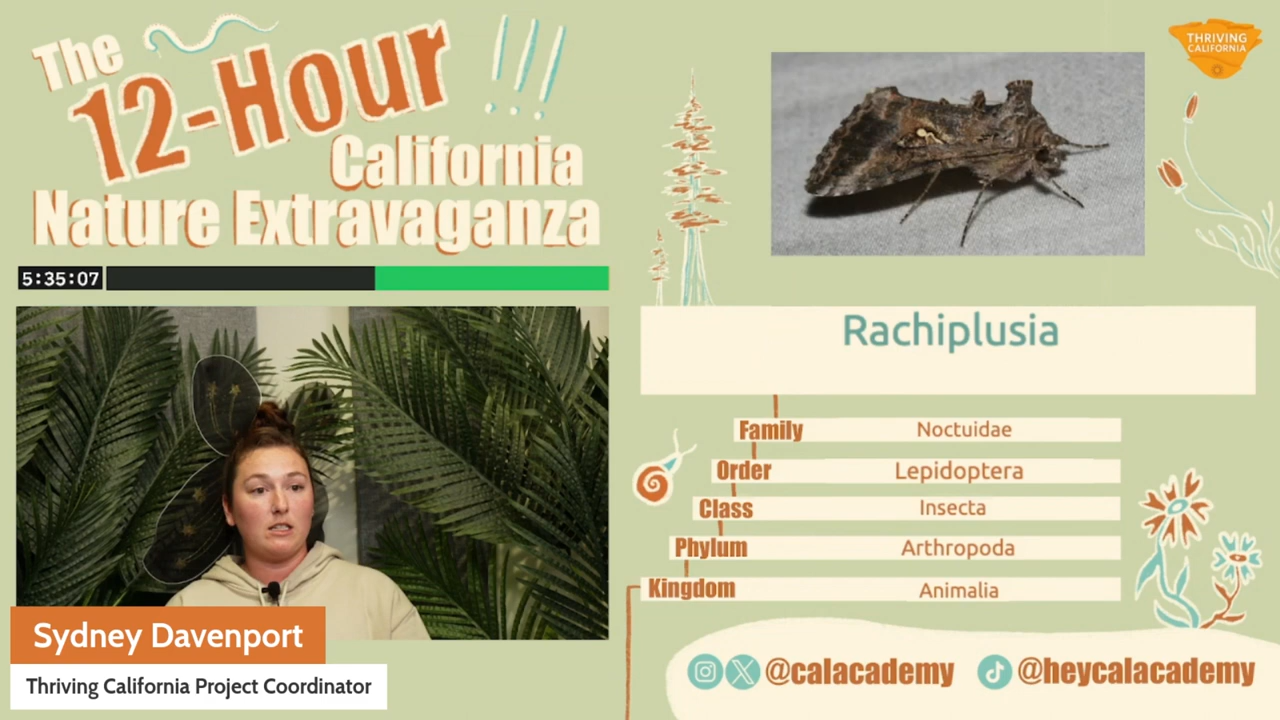 The
12-Hour
!!!
California
Nature Extravaganza
5:35:07
THRIVING
CALIFORNIA
Rachiplusia
Family Noctuidae
Order Lepidoptera
Class Insecta
Phylum Arthropoda
Kingdom Animalia
Sydney Davenport
Thriving California Project Coordinator
@calacademy @heycalacademy